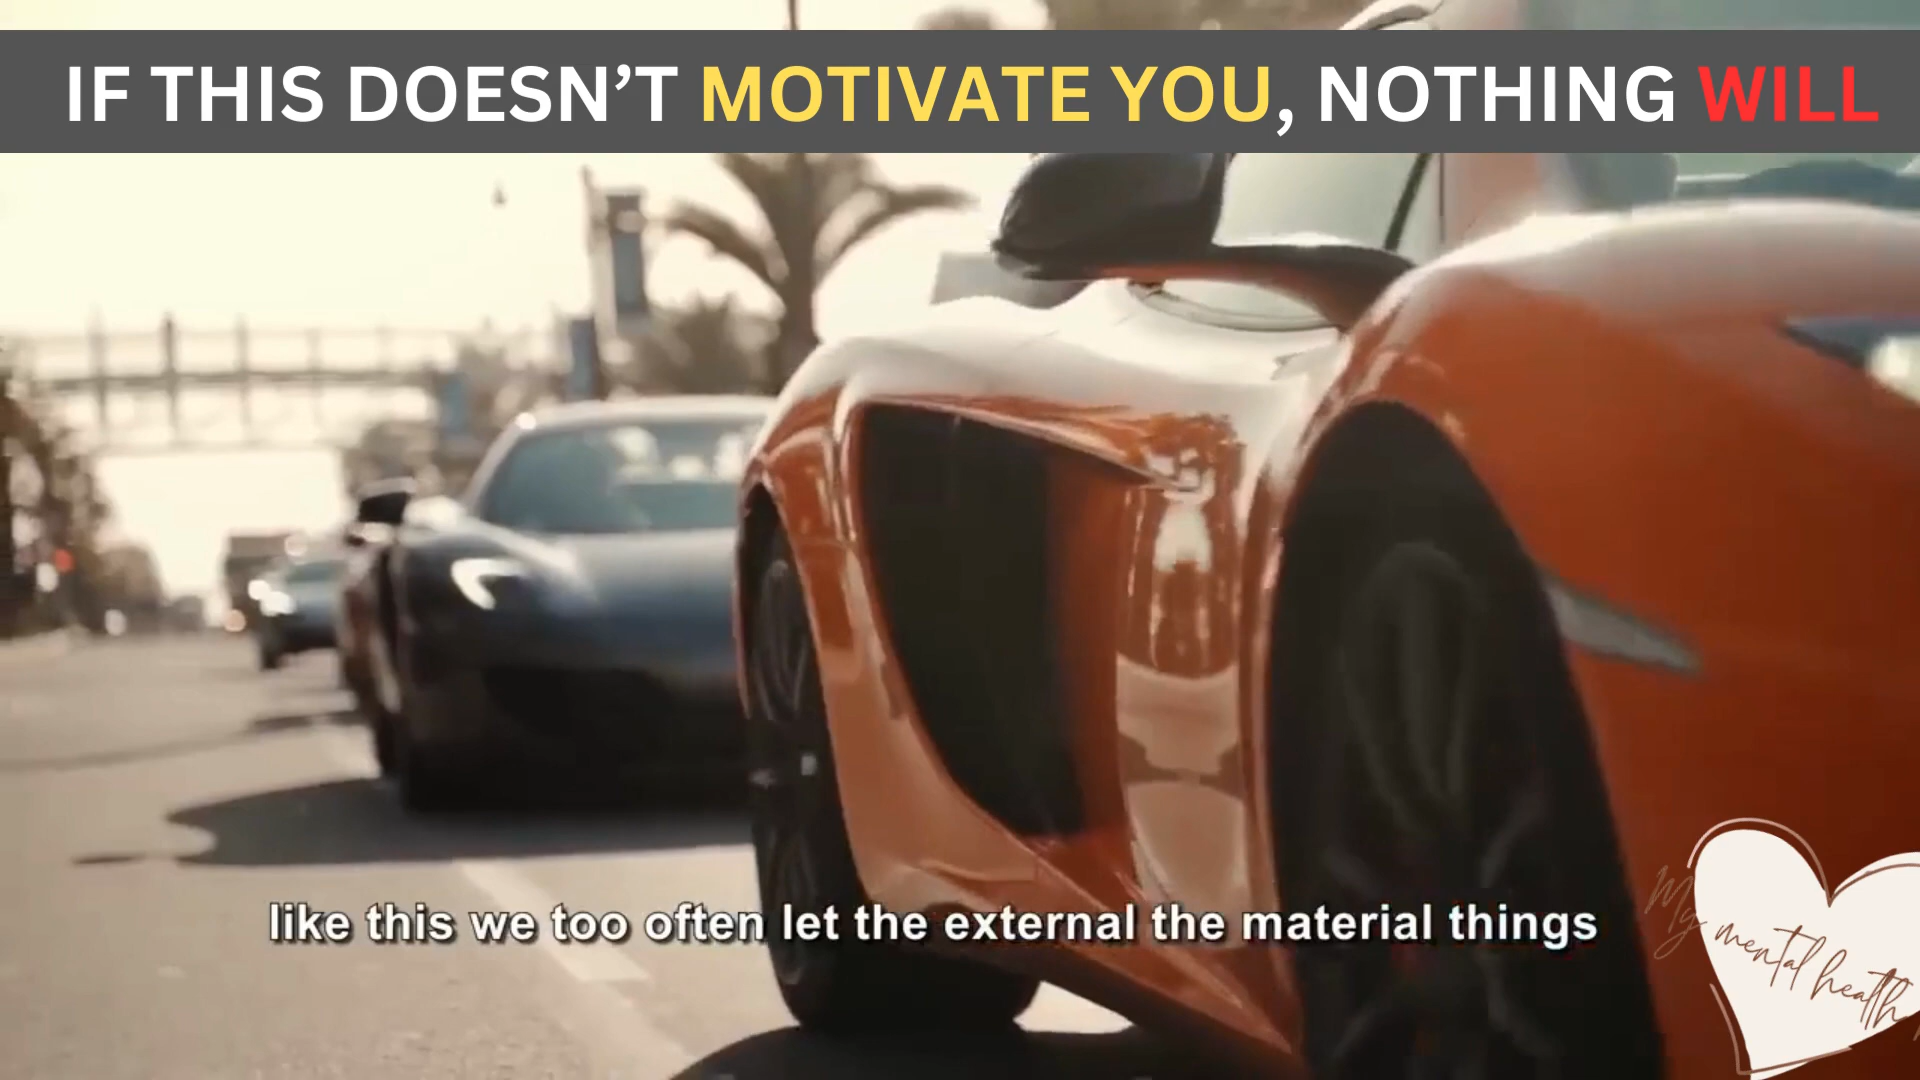 IF THIS DOESN’T MOTIVATE YOU, NOTHING WILL
like this we too often let the external the material things
My mental health